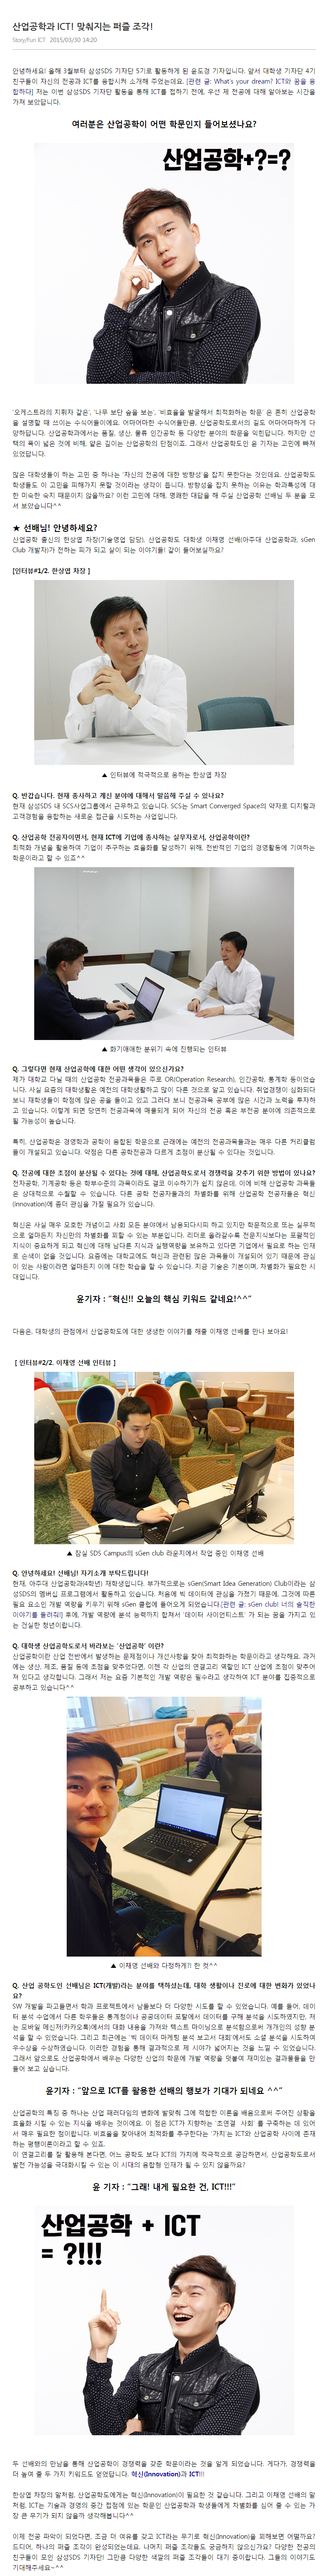 산업공학과 ICT! 맞춰지는 퍼즐 조각!
Story/Fun ICT 2015/03/30 14:20
안녕하세요! 올해 3월부터 삼성SDS 기자단 5기로 활동하게 된 윤도경 기자입니다. 앞서 대학생 기자단 4기
친구들이 자신의 전공과 ICT를 융합시켜 소개해 주었는데요. [관련 글: What's your dream? ICT와 꿈을 융
합하다] 저는 이번 삼성SDS 기자단 활동을 통해 ICT를 접하기 전에, 우선 제 전공에 대해 알아보는 시간을
가져 보았답니다.
여러분은 산업공학이 어떤 학문인지 들어보셨나요?
산업공학+?=?
'오케스트라의 지휘자 같은', '나무 보단 숲을 보는', '비효율을 발굴해서 최적화하는 학문' 은 흔히 산업공학
을 설명할 때 쓰이는 수식어들이에요. 어마어마한 수식어들만큼, 산업공학도로서의 길도 어마어마하게 다
양하답니다. 산업공학과에서는 품질, 생산, 물류 인간공학 등 다양한 분야의 학문을 익힌답니다. 하지만 선
택의 폭이 넓은 것에 비해, 얕은 깊이는 산업공학의 단점이죠. 그래서 산업공학도인 윤 기자는 고민에 빠져
있었답니다.
많은 대학생들이 하는 고민 중 하나는 '자신의 전공에 대한 방향성'을 잡지 못한다는 것인데요. 산업공학도
학생들도 이 고민을 피해가지 못할 것이라는 생각이 듭니다. 방향성을 잡지 못하는 이유는 학과특성에 대
한 미숙한 숙지 때문이지 않을까요? 이런 고민에 대해, 명쾌한 대답을 해 주실 산업공학 선배님 두 분을 모
셔 보았습니다^^
★ 선배님! 안녕하세요?
산업공학 출신의 한상엽 차장(기술영업 담당), 산업공학도 대학생 이재영 선배(아주대 산업공학과, sGen
Club 개발자)가 전하는 피가 되고 살이 되는 이야기들! 같이 들어보실까요?
[인터뷰#1/2. 한상엽 차장 ]
▲ 인터뷰에 적극적으로 응하는 한상엽 차장
Q. 반갑습니다. 현재 종사하고 계신 분야에 대해서 말씀해 주실 수 있나요?
현재 삼성SDS 내 SCS사업그룹에서 근무하고 있습니다. SCS는 Smart Converged Space의 약자로 디지털과
고객경험을 융합하는 새로운 접근을 시도하는 사업입니다.
Q. 산업공학 전공자이면서, 현재 ICT에 기업에 종사하는 실무자로서, 산업공학이란?
최적화 개념을 활용하여 기업이 추구하는 효율화를 달성하기 위해, 전반적인 기업의 경영활동에 기여하는
학문이라고 할 수 있죠^^
▲ 화기애애한 분위기 속에 진행되는 인터뷰
Q. 그렇다면 현재 산업공학에 대한 어떤 생각이 있으신가요?
제가 대학교 다닐 때의 산업공학 전공과목들은 주로 OR(Operation Research), 인간공학, 통계학 등이었습
니다. 사실 요즘의 대학생활은 예전의 대학생활하고 많이 다른 것으로 알고 있습니다. 취업경쟁이 심화되다
보니 재학생들이 학점에 많은 공을 들이고 있고 그러다 보니 전공과목 공부에 많은 시간과 노력을 투자하
고 있습니다. 이렇게 되면 당연히 전공과목에 매몰되게 되어 자신의 전공 혹은 부전공 분야에 의존적으로
될 가능성이 높습니다.
특히, 산업공학은 경영학과 공학이 융합된 학문으로 근래에는 예전의 전공과목들과는 매우 다른 커리큘럼
들이 개설되고 있습니다. 약점은 다른 공학전공과 다르게 초점이 분산될 수 있다는 것입니다.
Q. 전공에 대한 초점이 분산될 수 있다는 것에 대해, 산업공학도로서 경쟁력을 갖추기 위한 방법이 있나요?
전자공학, 기계공학 등은 학부수준의 과목이라도 결코 이수하기가 쉽지 않은데, 이에 비해 산업공학 과목들
은 상대적으로 수월할 수 있습니다. 다른 공학 전공자들과의 차별화를 위해 산업공학 전공자들은 혁신
(Innovation)에 좀더 관심을 가질 필요가 있습니다.
혁신은 사실 매우 모호한 개념이고 사회 모든 분야에서 남용되다시피 하고 있지만 학문적으로 또는 실무적
으로 얼마든지 자신만의 차별화를 꾀할 수 있는 부분입니다. 리더로 올라갈수록 전문지식보다는 포괄적인
지식이 중요하게 되고 혁신에 대해 남다른 지식과 실행역량을 보유하고 있다면 기업에서 필요로 하는 인재
로 손색이 없을 것입니다. 요즘에는 대학교에도 혁신과 관련된 많은 과목들이 개설되어 있기 때문에 관심
이 있는 사람이라면 얼마든지 이에 대한 학습을 할 수 있습니다. 지금 기술은 기본이며, 차별화가 필요한 시
대입니다.
윤기자 : "혁신!! 오늘의 핵심 키워드 같네요!^^"
다음은, 대학생의 관점에서 산업공학도에 대한 생생한 이야기를 해줄 이재영 선배를 만나 보아요!
[ 인터뷰#2/2. 이재영 선배 인터뷰 ]
▲ 잠실 SDS Campus의 sGen club 라운지에서 작업 중인 이재영 선배
Q. 안녕하세요! 선배님! 자기소개 부탁드립니다!
현재, 아주대 산업공학과(4학년) 재학생입니다. 부가적으로는 sGen(Smart Idea Generation) Club이라는 삼
성SDS의 멤버십 프로그램에서 활동하고 있습니다. 처음에 빅 데이터에 관심을 가졌기 때문에, 그것에 따른
필요 요소인 개발 역량을 키우기 위해 sGen 클럽에 들어오게 되었습니다.[관련 글: sGen club! 너의 솔직한
이야기를 들려줘!] 후에, 개발 역량에 분석 능력까지 합쳐서 '데이터 사이언티스트' 가 되는 꿈을 가지고 있
는 건실한 청년이랍니다.
Q. 대학생 산업공학도로서 바라보는 '산업공학' 이란?
산업공학이란 산업 전반에서 발생하는 문제점이나 개선사항을 찾아 최적화하는 학문이라고 생각해요. 과거
에는 생산, 제조, 품질 등에 초점을 맞추었다면, 이젠 각 산업의 연결고리 역할인 ICT 산업에 초점이 맞추어
져 있다고 생각합니다. 그래서 저는 요즘 기본적인 개발 역량은 필수라고 생각하여 ICT 분야를 집중적으로
공부하고 있습니다^^
▲ 이재영 선배와 다정하게?! 한 컷^^
Q. 산업 공학도인 선배님은 ICT(개발)라는 분야를 택하셨는데, 대학 생활이나 진로에 대한 변화가 있었나
요?
SW 개발을 파고들면서 학과 프로젝트에서 남들보다 더 다양한 시도를 할 수 있었습니다. 예를 들어, 데이
터 분석 수업에서 다른 학우들은 통계청이나 공공데이터 포털에서 데이터를 구해 분석을 시도하였지만, 저
는 모바일 메신저(카카오톡)에서의 대화 내용을 가져와 텍스트 마이닝으로 분석함으로써 개개인의 성향 분
석을 할 수 있었습니다. 그리고 최근에는 '빅 데이터 마케팅 분석 보고서 대회'에서도 소셜 분석을 시도하여
우수상을 수상하였습니다. 이러한 경험을 통해 결과적으로 제 시야가 넓어지는 것을 느낄 수 있었습니다.
그래서 앞으로도 산업공학에서 배우는 다양한 산업의 학문에 개발 역량을 덧붙여 재미있는 결과물들을 만
들어 보고 싶습니다.
윤기자 : "앞으로 ICT를 활용한 선배의 행보가 기대가 되네요 ^^"
산업공학의 특징 중 하나는 산업 패러다임의 변화에 발맞춰 그에 적합한 이론을 배움으로써 주어진 상황을
효율화 시킬 수 있는 지식을 배우는 것이에요. 이 점은 ICT가 지향하는 '초연결 사회' 를 구축하는 데 있어
서 매우 필요한 점이랍니다. 비효율을 찾아내어 최적화를 추구한다는 '가치'는 ICT와 산업공학 사이에 존재
하는 평행이론이라고 할 수 있죠.
이 연결고리를 잘 활용해 본다면, 어느 공학도 보다 ICT의 가치에 적극적으로 공감하면서, 산업공학도로서
발전 가능성을 극대화시킬 수 있는 이 시대의 융합형 인재가 될 수 있지 않을까요?
윤 기자 : "그래! 내게 필요한 건, ICT!!!"
산업공학 + ICT
= ?!!!
두 선배와의 만남을 통해 산업공학이 경쟁력을 갖춘 학문이라는 것을 알게 되었습니다. 게다가, 경쟁력을
더 높여 줄 두 가지 키워드도 얻었답니다. 혁신(Innovation)과 ICT!!!
한상엽 차장의 말처럼, 산업공학도에게는 혁신(Innovation)이 필요한 것 같습니다. 그리고 이재영 선배의 말
처럼, ICT는 기술과 경영의 중간 접점에 있는 학문인 산업공학과 학생들에게 차별화를 심어 줄 수 있는 가
장 큰 무기가 되지 않을까 생각해봅니다^^
이제 전공 파악이 되었다면, 조금 더 여유를 갖고 ICT라는 무기로 혁신(Innovation)을 꾀해보면 어떨까요?
드디어, 하나의 퍼즐 조각이 완성되었는데요. 나머지 퍼즐 조각들도 궁금하지 않으신가요? 다양한 전공의
친구들이 모인 삼성SDS 기자단! 그만큼 다양한 색깔의 퍼즐 조각들이 대기 중이랍니다. 그들의 이야기도
기대해주세요~^^